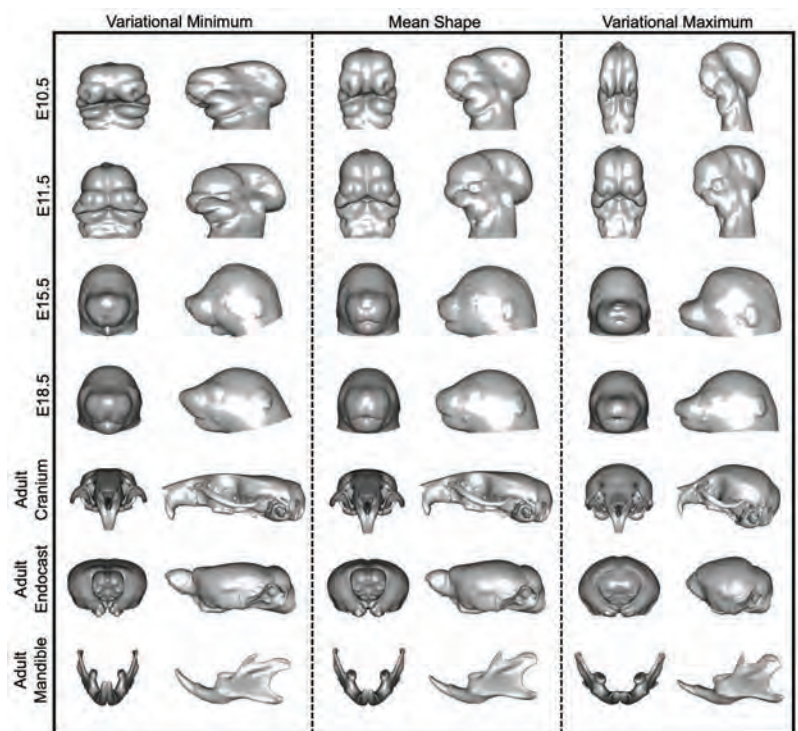 Variational Minimum
Mean Shape
Variational Maximum
E10.5
E11.5
E15.5
E18.5
Adult
Cranium
Adult
Endocast
Adult
Mandible